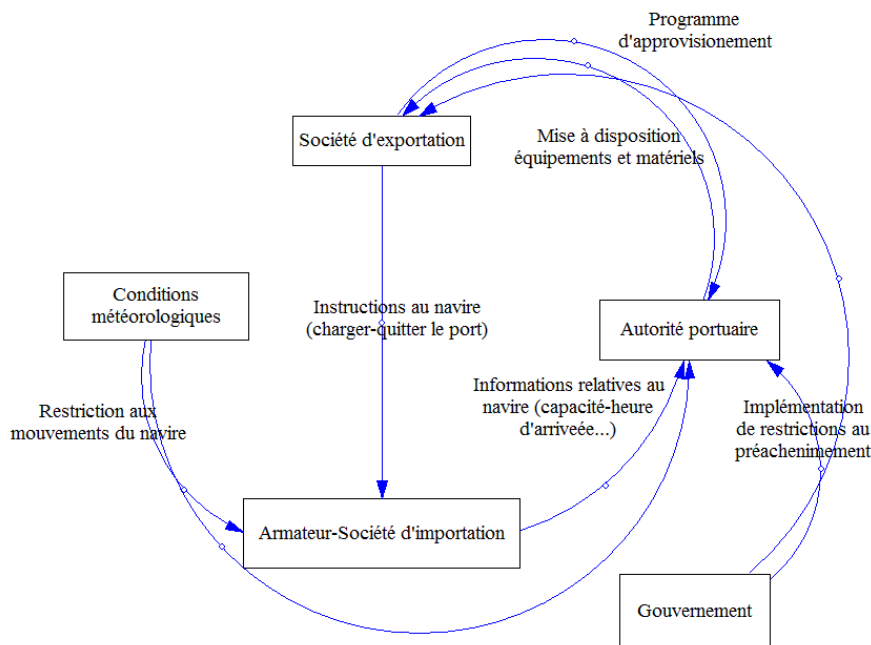 Programme
d'approvisionement
Société d'exportation
Mise à disposition
équipements et matériels
Conditions
météorologiques
Instructions au navire
(charger-quitter le port)
Autorité portuaire
Restriction aux
mouvements du navire
Informations relatives au
navire (capacité-heure
d'arriveée...)
Implémentation
de restrictions au
préachenimement
Armateur-Société d'importation
Gouvernement